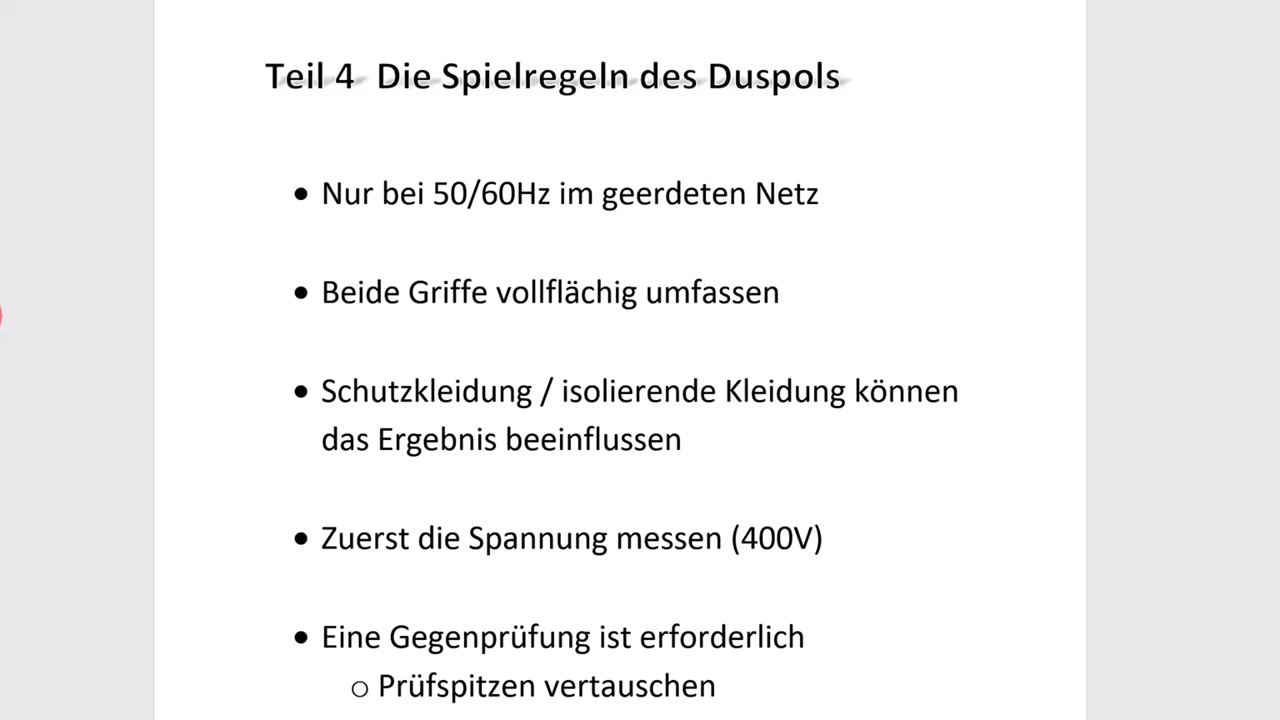 Teil 4 Die Spielregeln des Duspols
• Nur bei 50/60Hz im geerdeten Netz
• Beide Griffe vollflächig umfassen
• Schutzkleidung / isolierende Kleidung können
das Ergebnis beeinflussen
• Zuerst die Spannung messen (400V)
• Eine Gegenprüfung ist erforderlich
o Prüfspitzen vertauschen